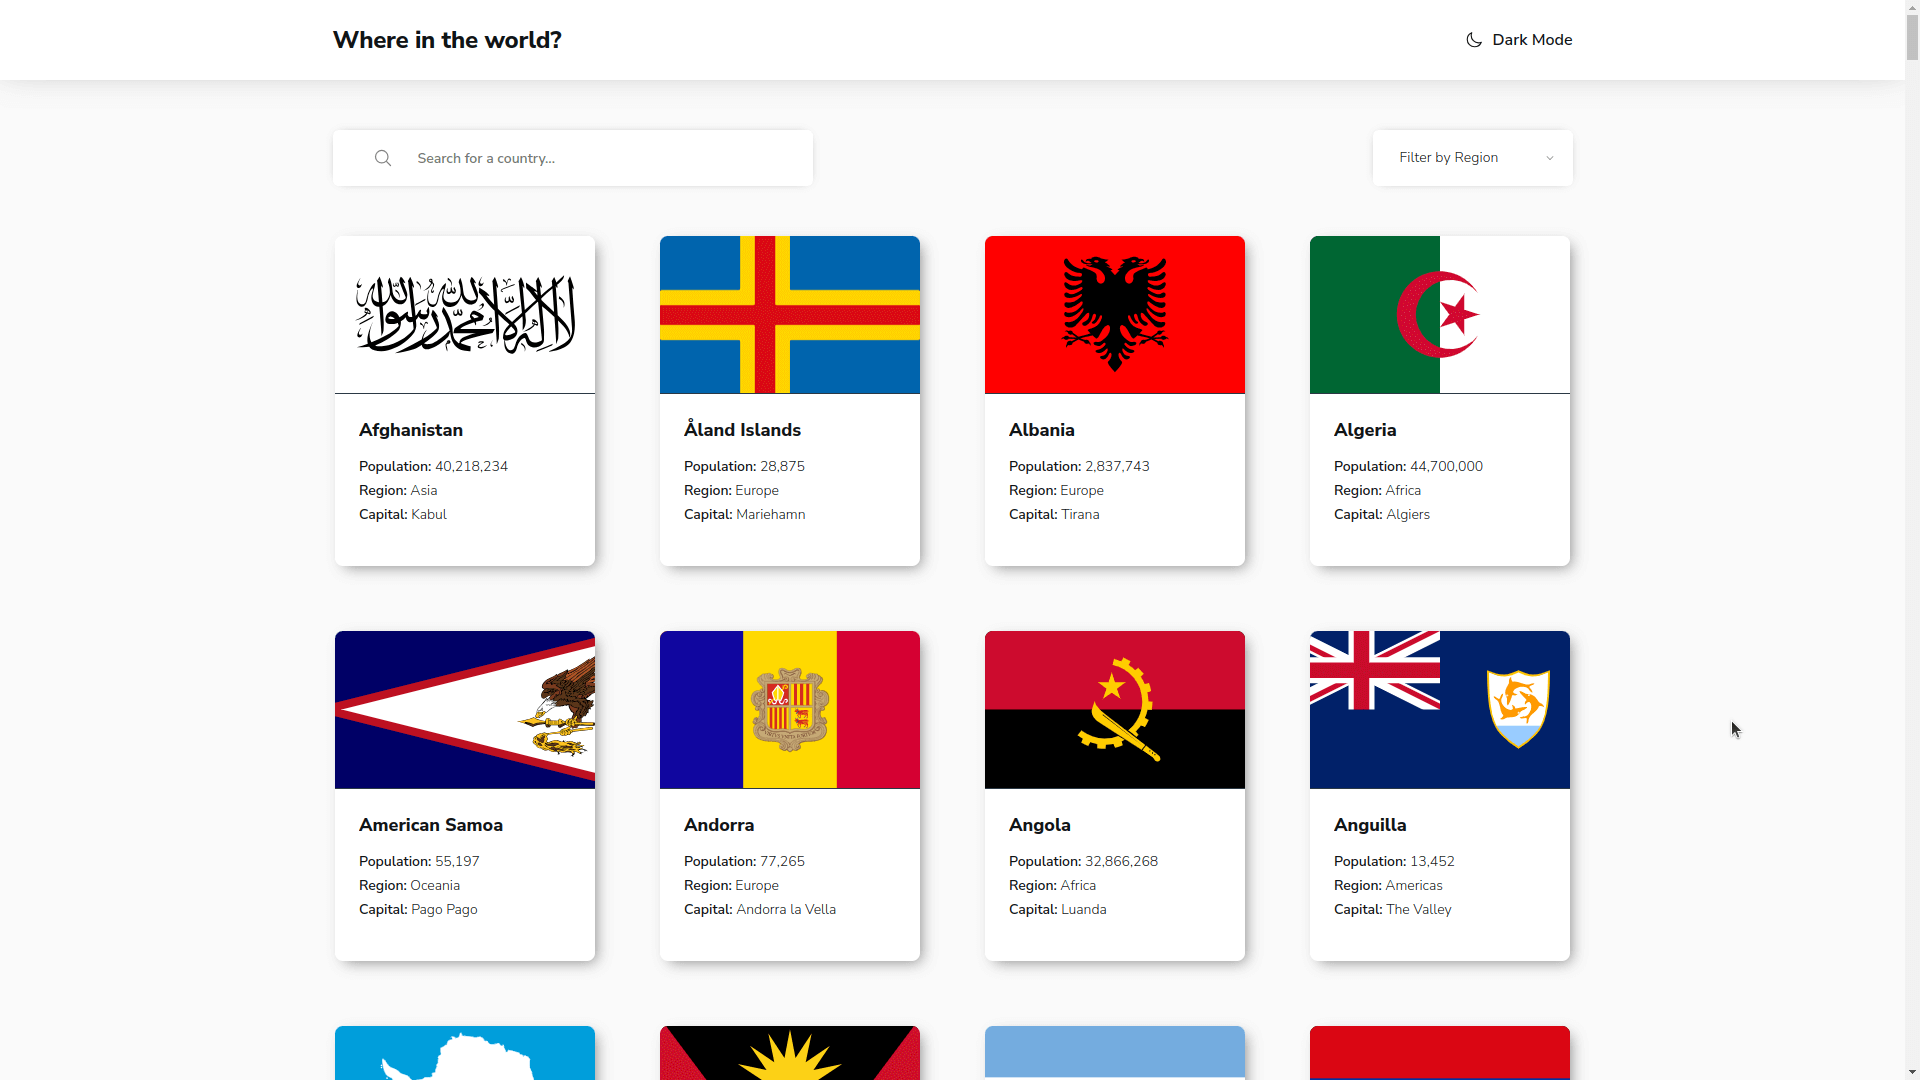 Where in the world?
Dark Mode
Search for a country...
Filter by Region
لا إله إلا الله محمد رسول الله
Afghanistan
Population: 40,218,234
Region: Asia
Capital: Kabul
Åland Islands
Population: 28,875
Region: Europe
Capital: Mariehamn
Albania
Population: 2,837,743
Region: Europe
Capital: Tirana
Algeria
Population: 44,700,000
Region: Africa
Capital: Algiers
American Samoa
Population: 55,197
Region: Oceania
Capital: Pago Pago
Andorra
Population: 77,265
Region: Europe
Capital: Andorra la Vella
Angola
Population: 32,866,268
Region: Africa
Capital: Luanda
Anguilla
Population: 13,452
Region: Americas
Capital: The Valley